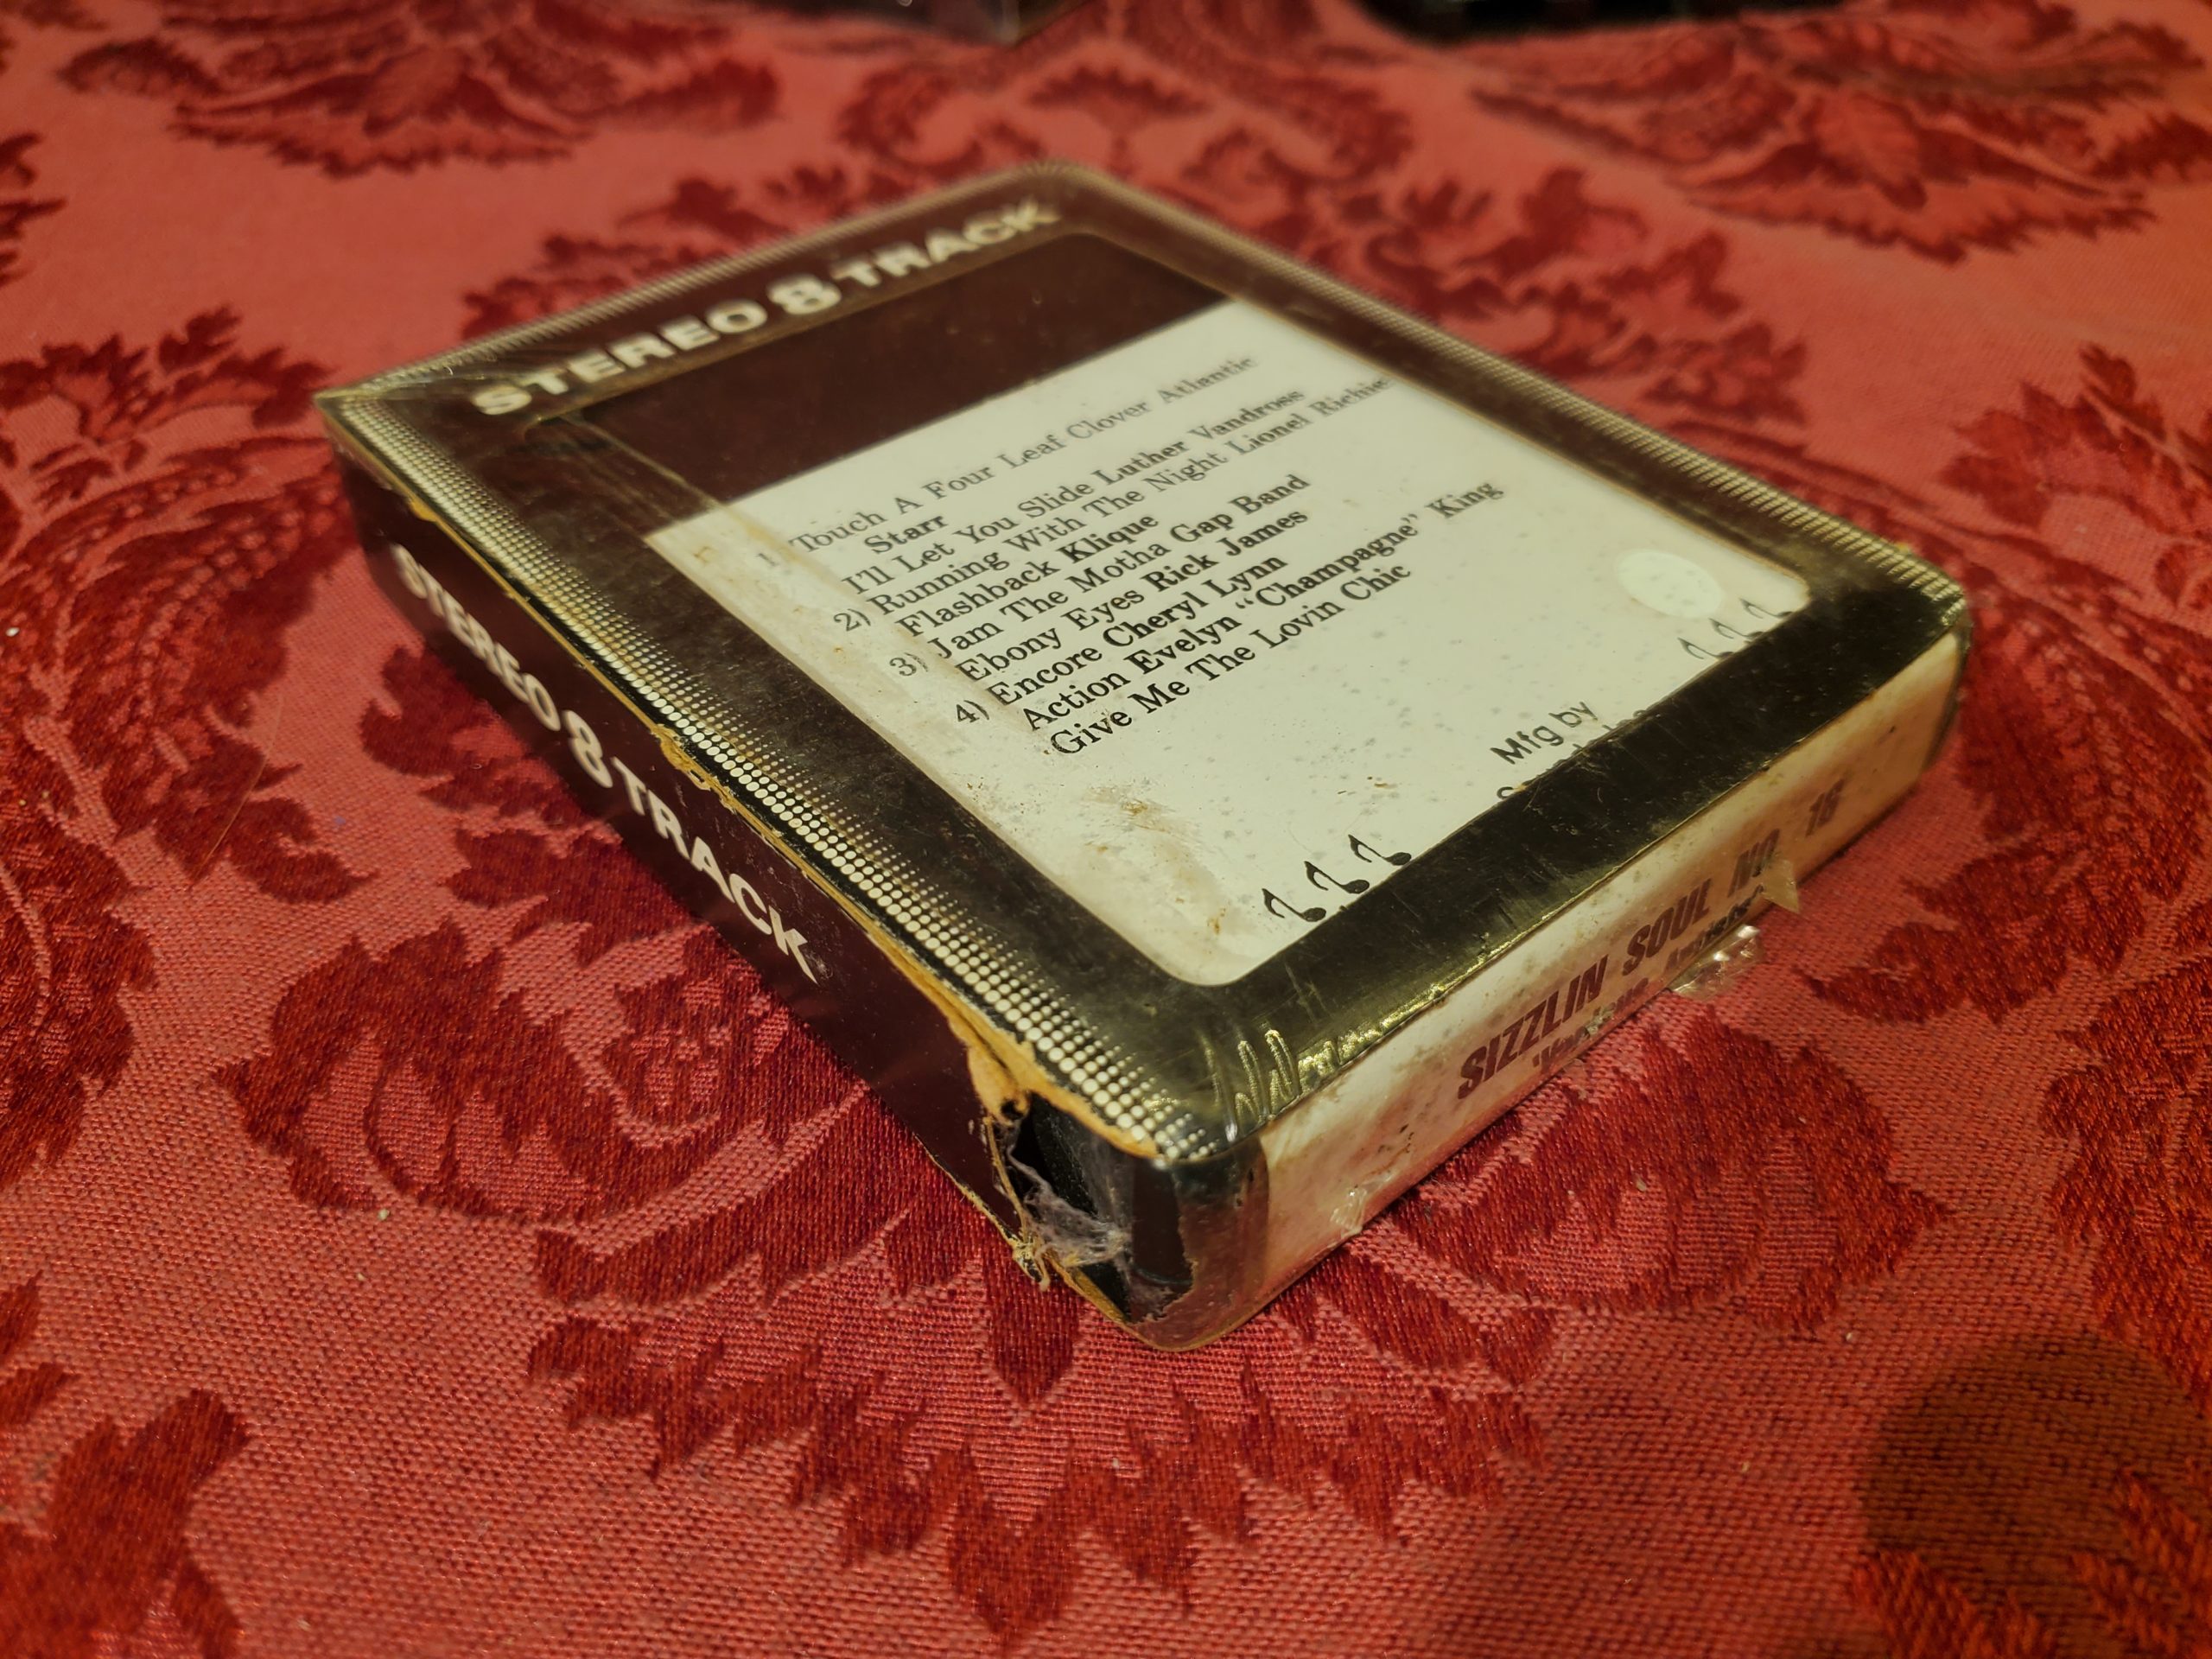 STEREO 8 TRACK
1) Touch A Four Leaf Clover Atlantic
Starr
I'll Let You Slide Luther Vandross
2) Running With The Night Lionel Richie
Flashback Klique
3) Jam The Motha Gap Band
Ebony Eyes Rick James
4) Encore Cheryl Lynn
Action Evelyn "Champagne" King
Give Me The Lovin Chic
Mfg by
STEREO 8 TRACK
SIZZLIN SOUL NO. 16